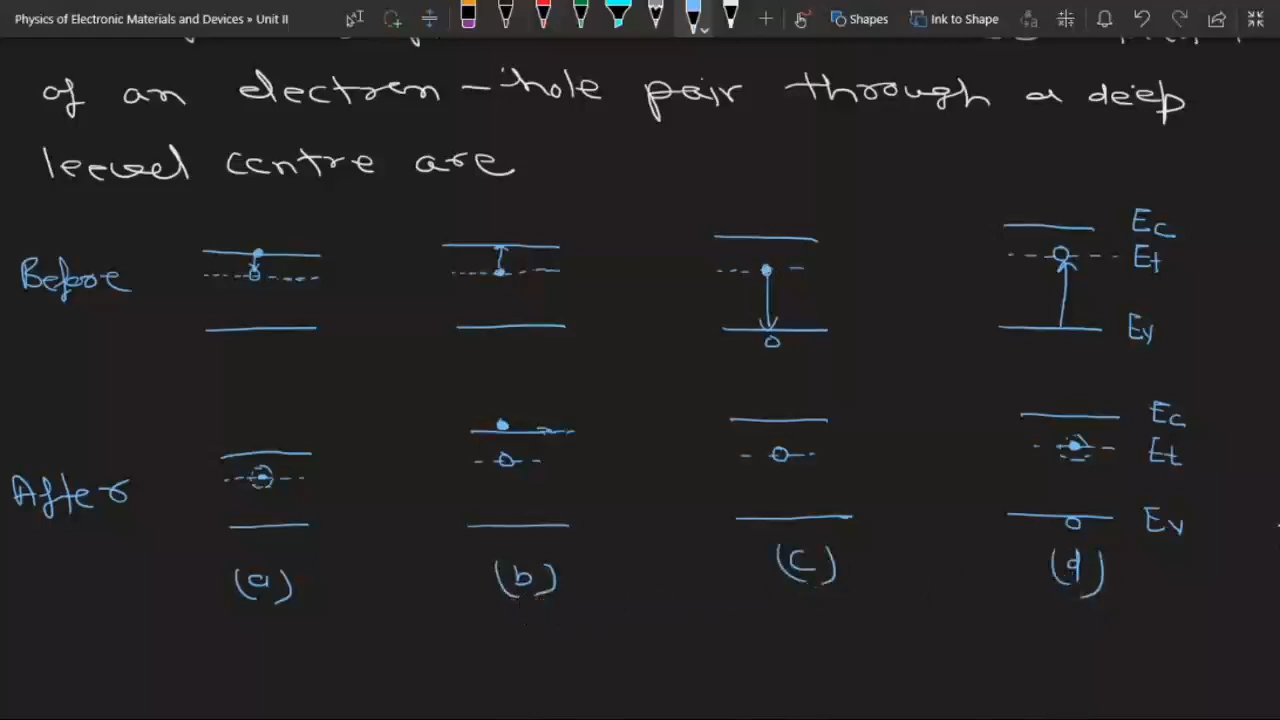 Physics of Electronic Materials and Devices » Unit II
Shapes
Ink to Shape
of an electron - hole pair through a deep
leevel centre are
Before
Ec
Et
Ev
After
Ec
Et
Ev
(a) (b) (c) (d)